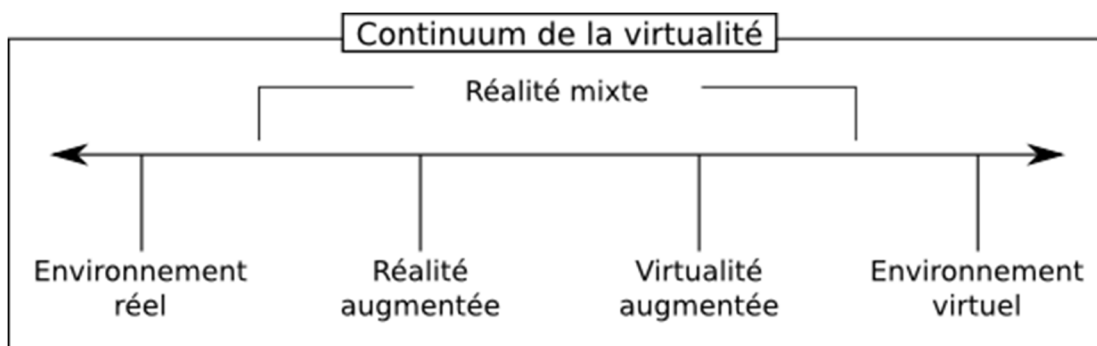 Continuum de la virtualité
Réalité mixte
Environnement
réel
Réalité
augmentée
Virtualité
augmentée
Environnement
virtuel